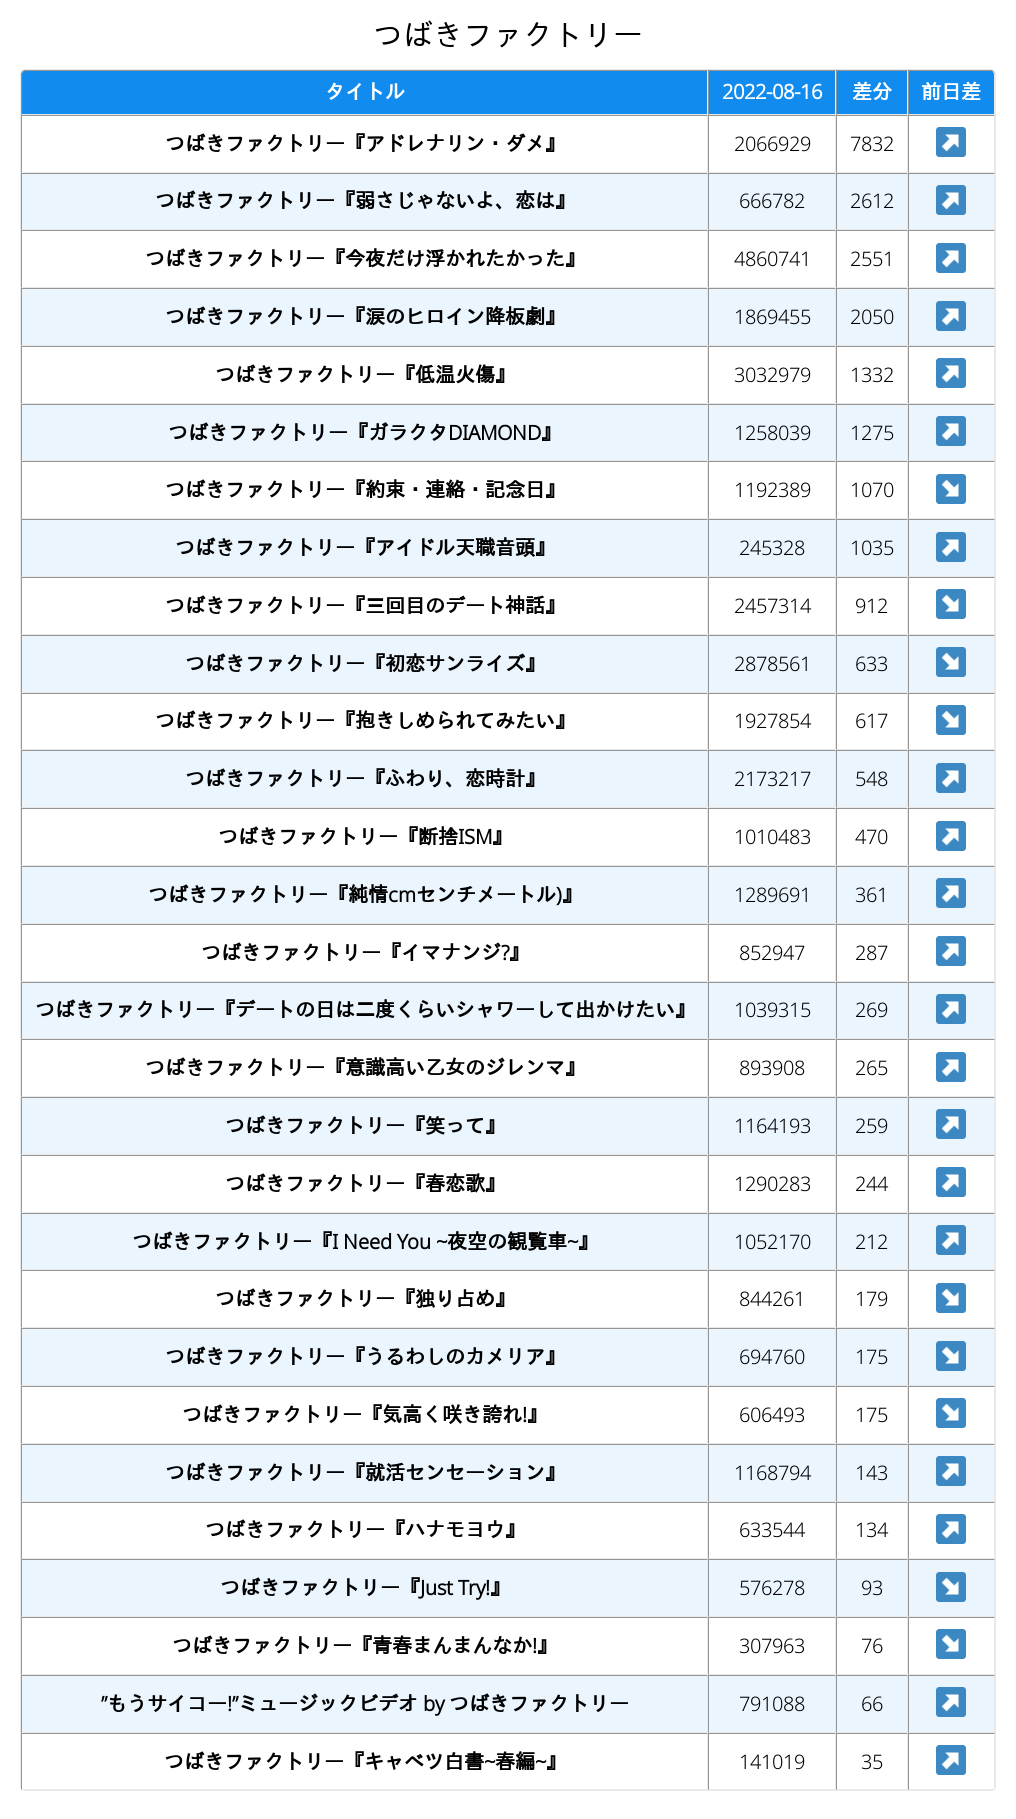 つばきファクトリー
タイトル 2022-08-16 差分 前日差
つばきファクトリー『アドレナリン・ダメ』 2066929 7832 ↗
つばきファクトリー『弱さじゃないよ、恋は』 666782 2612 ↗
つばきファクトリー『今夜だけ浮かれたかった』 4860741 2551 ↗
つばきファクトリー『涙のヒロイン降板劇』 1869455 2050 ↗
つばきファクトリー『低温火傷』 3032979 1332 ↗
つばきファクトリー『ガラクタDIAMOND』 1258039 1275 ↗
つばきファクトリー『約束・連絡・記念日』 1192389 1070 ↘
つばきファクトリー『アイドル天職音頭』 245328 1035 ↗
つばきファクトリー『三回目のデート神話』 2457314 912 ↘
つばきファクトリー『初恋サンライズ』 2878561 633 ↘
つばきファクトリー『抱きしめられてみたい』 1927854 617 ↘
つばきファクトリー『ふわり、恋時計』 2173217 548 ↗
つばきファクトリー『断捨ISM』 1010483 470 ↗
つばきファクトリー『純情cmセンチメートル)』 1289691 361 ↗
つばきファクトリー『イマナンジ?』 852947 287 ↗
つばきファクトリー『デートの日は二度くらいシャワーして出かけたい』 1039315 269 ↗
つばきファクトリー『意識高い乙女のジレンマ』 893908 265 ↗
つばきファクトリー『笑って』 1164193 259 ↗
つばきファクトリー『春恋歌』 1290283 244 ↗
つばきファクトリー『I Need You ~夜空の観覧車~』 1052170 212 ↗
つばきファクトリー『独り占め』 844261 179 ↘
つばきファクトリー『うるわしのカメリア』 694760 175 ↘
つばきファクトリー『気高く咲き誇れ!』 606493 175 ↘
つばきファクトリー『就活センセーション』 1168794 143 ↗
つばきファクトリー『ハナモヨウ』 633544 134 ↗
つばきファクトリー『Just Try!』 576278 93 ↘
つばきファクトリー『青春まんまんなか!』 307963 76 ↘
”もうサイコー!”ミュージックビデオ by つばきファクトリー 791088 66 ↗
つばきファクトリー『キャベツ白書~春編~』 141019 35 ↗